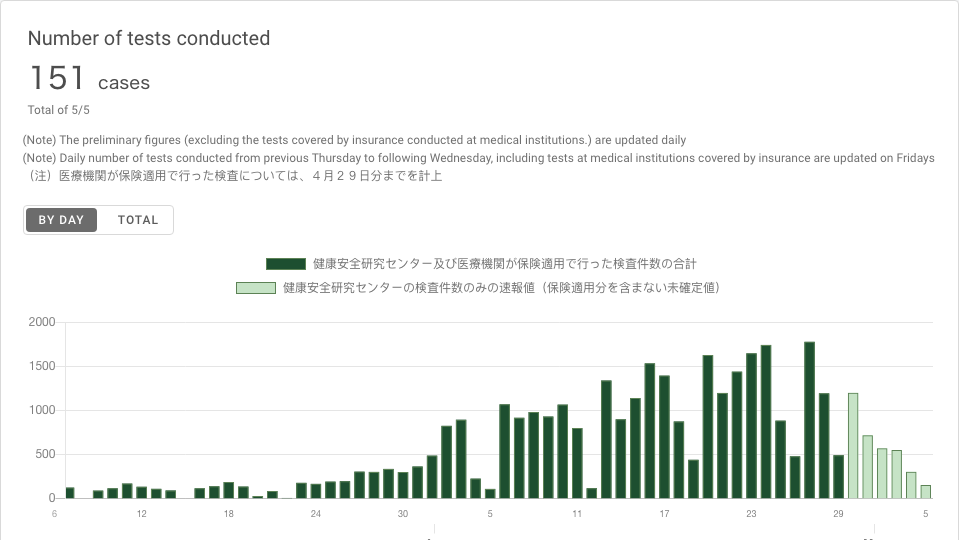 Number of tests conducted
151 cases
Total of 5/5
(Note) The preliminary figures (excluding the tests covered by insurance conducted at medical institutions.) are updated daily
(Note) Daily number of tests conducted from previous Thursday to following Wednesday, including tests at medical institutions covered by insurance are updated on Fridays
（注）医療機関が保険適用で行った検査については、４月２９日分までを計上
BY DAY TOTAL
健康安全研究センター及び医療機関が保険適用で行った検査件数の合計
健康安全研究センターの検査件数のみの速報値（保険適用分を含まない未確定値）
2000
1500
1000
500
0
6 12 18 24 30 5 11 17 23 29 5